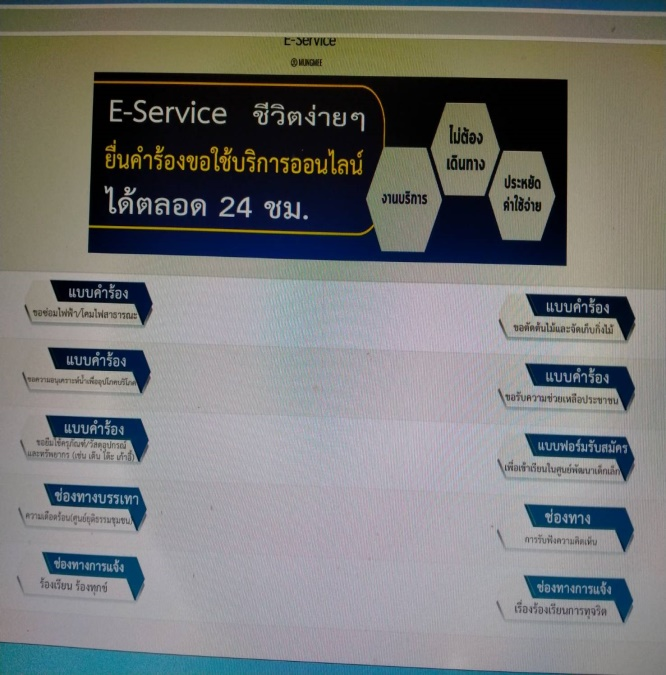 E-Service
MUNGMEE
E-Service ชีวิตง่ายๆ
ยื่นคำร้องขอใช้บริการออนไลน์
ได้ตลอด 24 ชม.
งานบริการ
ไม่ต้อง
เดินทาง
ประหยัด
ค่าใช้จ่าย
แบบคำร้อง
ขอซ่อมไฟฟ้า/โคมไฟสาธารณะ
แบบคำร้อง
ขอความอนุเคราะห์น้ำเพื่ออุปโภคบริโภค
แบบคำร้อง
ขอยืมใช้ครุภัณฑ์/วัสดุอุปกรณ์
และทรัพยากร (เช่น เต็น โต๊ะ เก้าอี้)
ช่องทางบรรเทา
ความเดือดร้อน(ศูนย์ยุติธรรมชุมชน)
ช่องทางการแจ้ง
ร้องเรียน ร้องทุกข์
แบบคำร้อง
ขอตัดต้นไม้และจัดเก็บกิ่งไม้
แบบคำร้อง
ขอรับความช่วยเหลือประชาชน
แบบฟอร์มรับสมัคร
เพื่อเข้าเรียนในศูนย์พัฒนาเด็กเล็ก
ช่องทาง
การรับฟังความคิดเห็น
ช่องทางการแจ้ง
เรื่องร้องเรียนการทุจริต